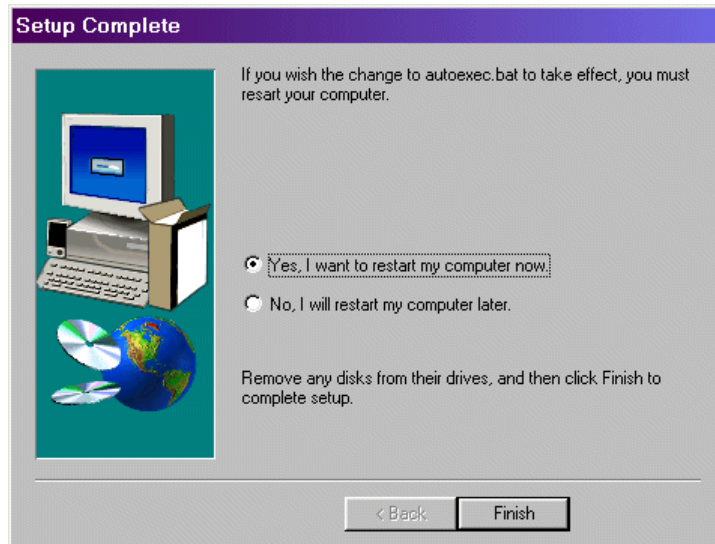 Setup Complete
If you wish the change to autoexec.bat to take effect, you must
resart your computer.
Yes, I want to restart my computer now.
No, I will restart my computer later.
Remove any disks from their drives, and then click Finish to
complete setup.
< Back
Finish